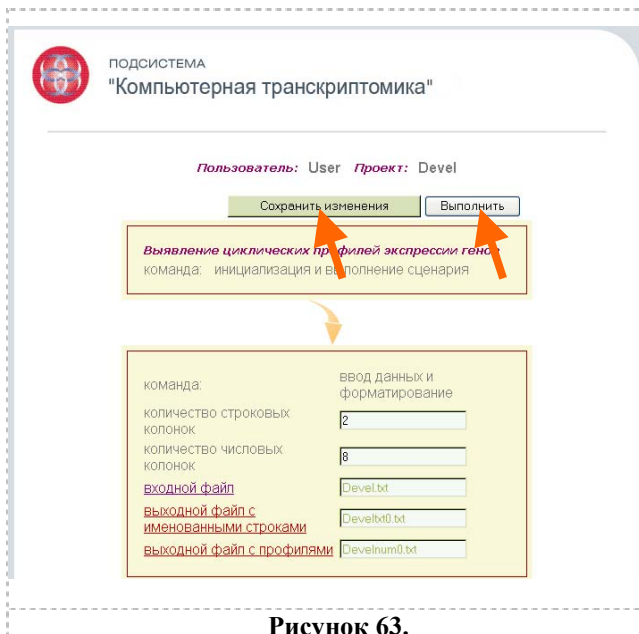 ПОДСИСТЕМА
"Компьютерная транскриптомика"
Пользователь: User Проект: Devel
Сохранить изменения Выполнить
Выявление циклических профилей экспрессии генов
команда: инициализация и выполнение сценария
команда: ввод данных и
форматирование
количество строковых
колонок 2
количество числовых
колонок 8
входной файл Devel.txt
выходной файл с
именованными строками Develtxt0.txt
выходной файл с профилями Develnum0.txt
Рисунок 63.